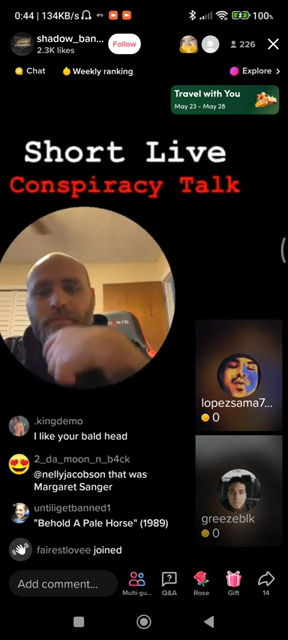 0:44 | 134KB/s
100%
shadow_ban...
2.3K likes
Follow
226
Chat
Weekly ranking
Explore >
Travel with You
May 23 - May 28
Short Live
Conspiracy Talk
lopezsama7...
0
.kingdemo
I like your bald head
2_da_moon_n_b4ck
@nellyjacobson that was
Margaret Sanger
untiligetbanned1
"Behold A Pale Horse" (1989)
greezeblk
0
fairestlovee joined
Add comment...
Multi-gu...
Q&A
Rose
Gift
14